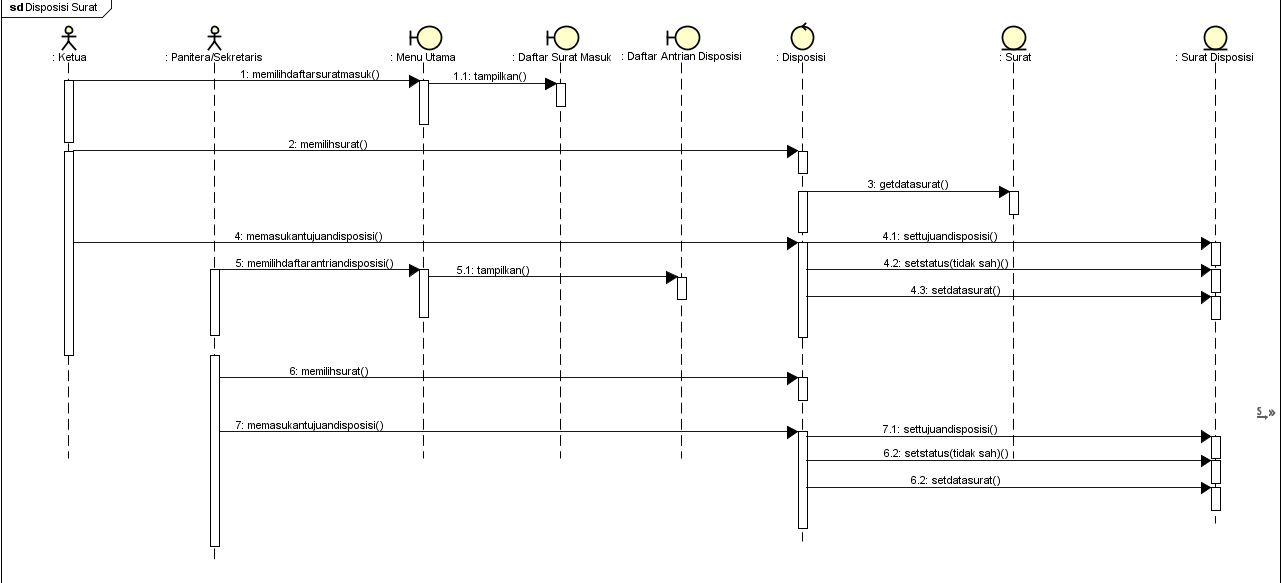 sd Disposisi Surat
: Ketua
: Panitera/Sekretaris
: Menu Utama
: Daftar Surat Masuk
: Daftar Antrian Disposisi
: Disposisi
: Surat
: Surat Disposisi
1: memilihdaftarsuratmasuk()
1.1: tampilkan()
2: memilihsurat()
3: getdatasurat()
4: memasukantujuandisposisi()
4.1: settujuandisposisi()
5: memilihdaftarantriandisposisi()
5.1: tampilkan()
4.2: setstatus(tidak sah)()
4.3: setdatasurat()
6: memilihsurat()
S »
7: memasukantujuandisposisi()
7.1: settujuandisposisi()
6.2: setstatus(tidak sah)()
6.2: setdatasurat()